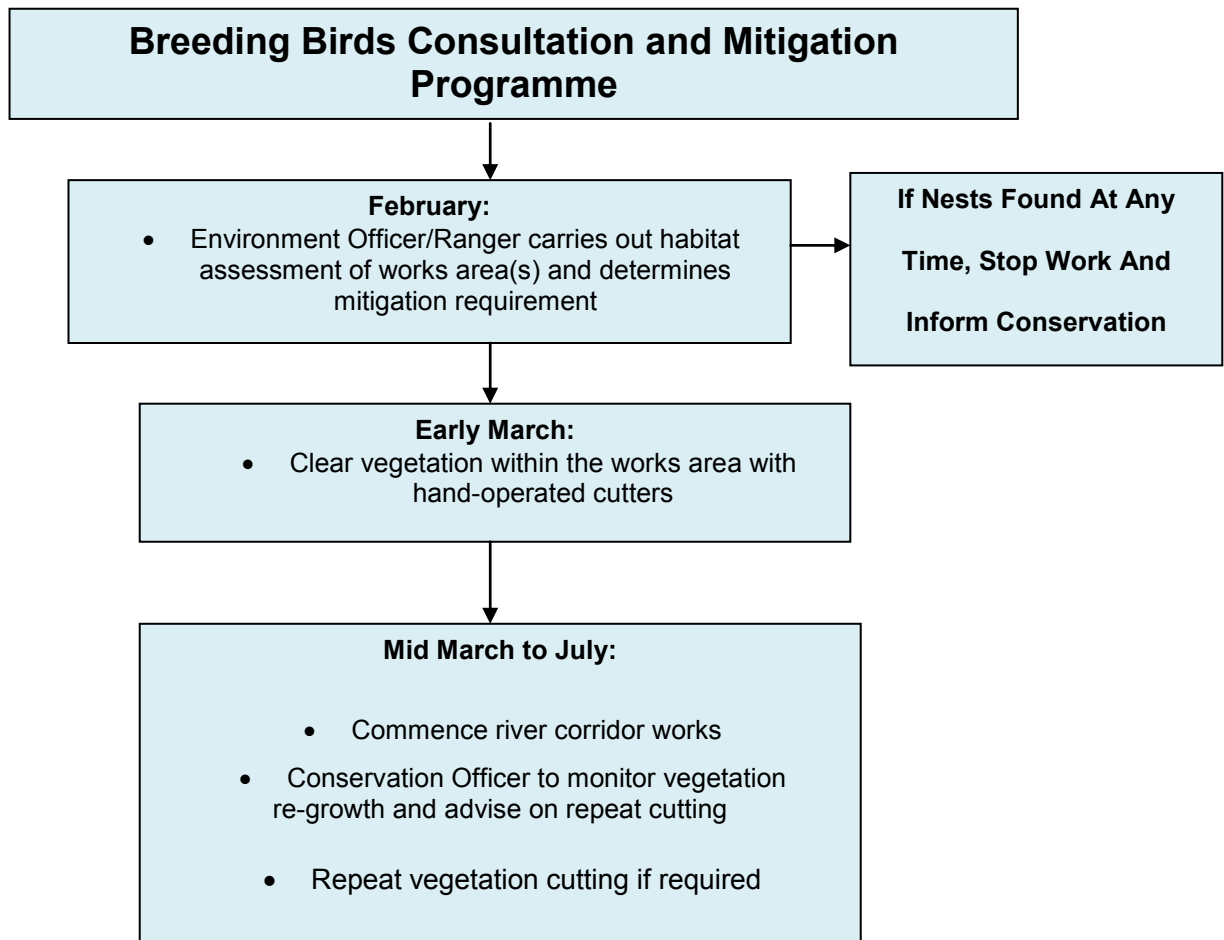 Breeding Birds Consultation and Mitigation
Programme
February:
• Environment Officer/Ranger carries out habitat
assessment of works area(s) and determines
mitigation requirement
If Nests Found At Any
Time, Stop Work And
Inform Conservation
Early March:
• Clear vegetation within the works area with
hand-operated cutters
Mid March to July:
• Commence river corridor works
• Conservation Officer to monitor vegetation
re-growth and advise on repeat cutting
• Repeat vegetation cutting if required